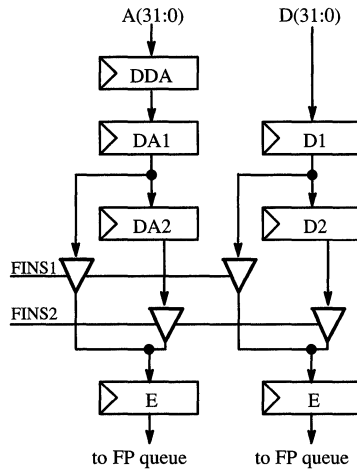 A(31:0) D(31:0)
DDA
DA1 D1
DA2 D2
FINS1
FINS2
E E
to FP queue to FP queue